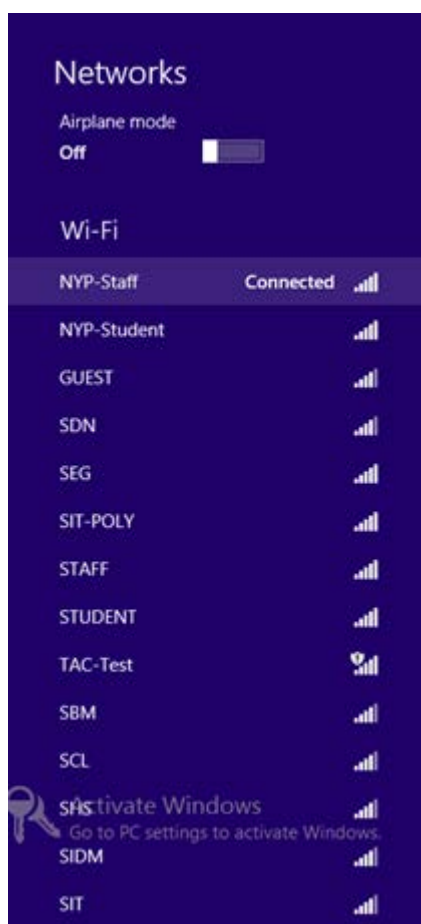 Networks
Airplane mode
Off
Wi-Fi
NYP-Staff Connected
NYP-Student
GUEST
SDN
SEG
SIT-POLY
STAFF
STUDENT
TAC-Test
SBM
SCL
SHS
Activate Windows
Go to PC settings to activate Windows.
SIDM
SIT